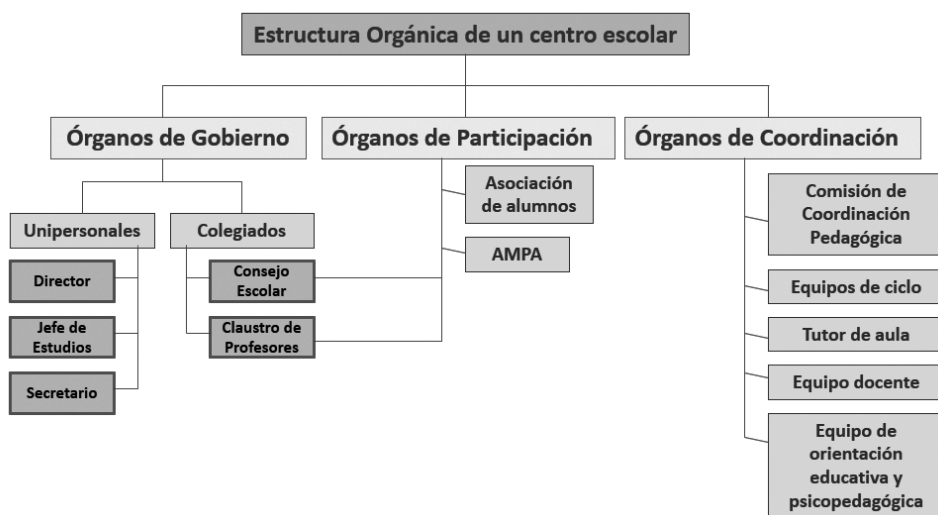 Estructura Orgánica de un centro escolar
Órganos de Gobierno
Órganos de Participación
Órganos de Coordinación
Unipersonales
Director
Jefe de
Estudios
Secretario
Colegiados
Consejo
Escolar
Claustro de
Profesores
Asociación
de alumnos
AMPA
Comisión de
Coordinación
Pedagógica
Equipos de ciclo
Tutor de aula
Equipo docente
Equipo de
orientación
educativa y
psicopedagógica